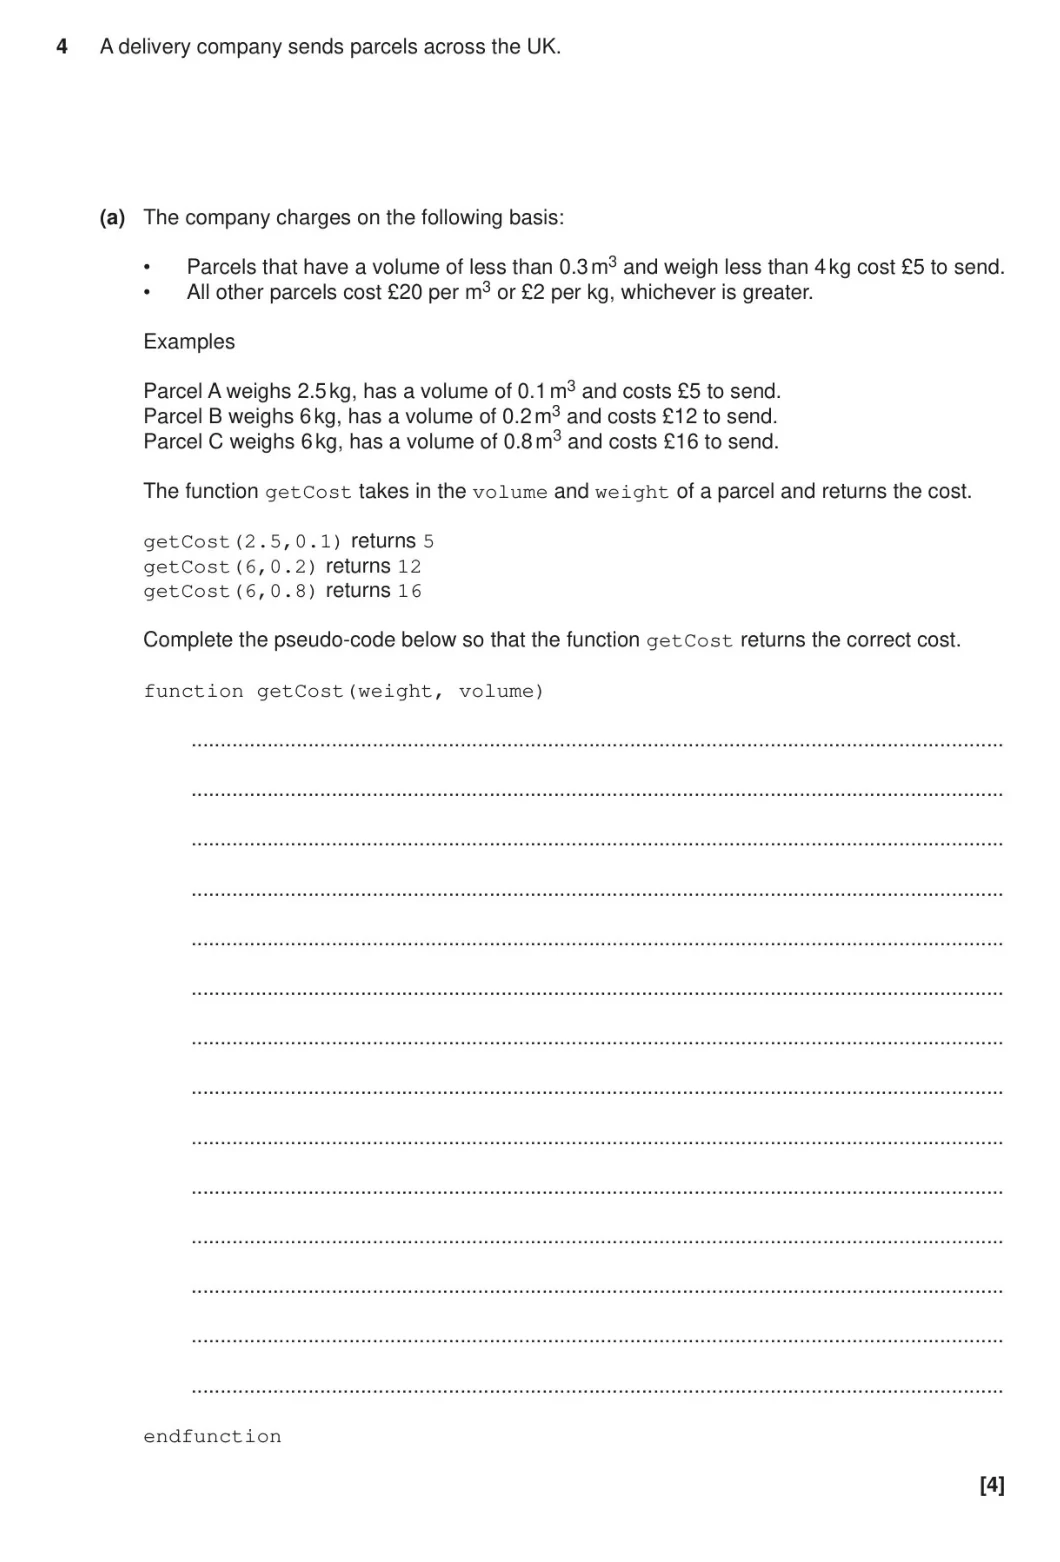 4 A delivery company sends parcels across the UK.
(a) The company charges on the following basis:
• Parcels that have a volume of less than 0.3 m³ and weigh less than 4 kg cost £5 to send.
• All other parcels cost £20 per m³ or £2 per kg, whichever is greater.
Examples
Parcel A weighs 2.5 kg, has a volume of 0.1 m³ and costs £5 to send.
Parcel B weighs 6 kg, has a volume of 0.2 m³ and costs £12 to send.
Parcel C weighs 6 kg, has a volume of 0.8 m³ and costs £16 to send.
The function getCost takes in the volume and weight of a parcel and returns the cost.
getCost(2.5,0.1) returns 5
getCost(6,0.2) returns 12
getCost(6,0.8) returns 16
Complete the pseudo-code below so that the function getCost returns the correct cost.
function getCost(weight, volume)
endfunction
[4]